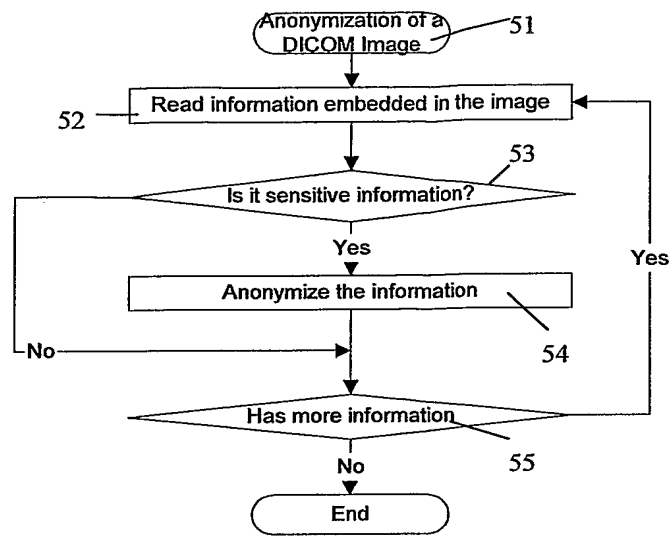 Anonymization of a
DICOM Image
51
Read information embedded in the image
52
53
Is it sensitive information?
Yes
Yes
Anonymize the information
No
54
Has more information
55
No
End